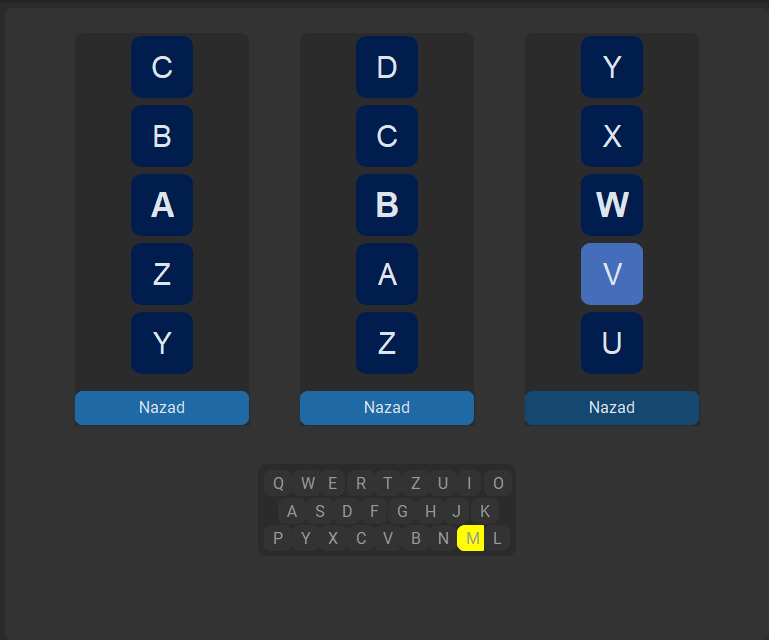 C D Y
B C X
A B W
Z A V
Y Z U
Nazad Nazad Nazad
Q W E R T Z U I O
A S D F G H J K
P Y X C V B N M L